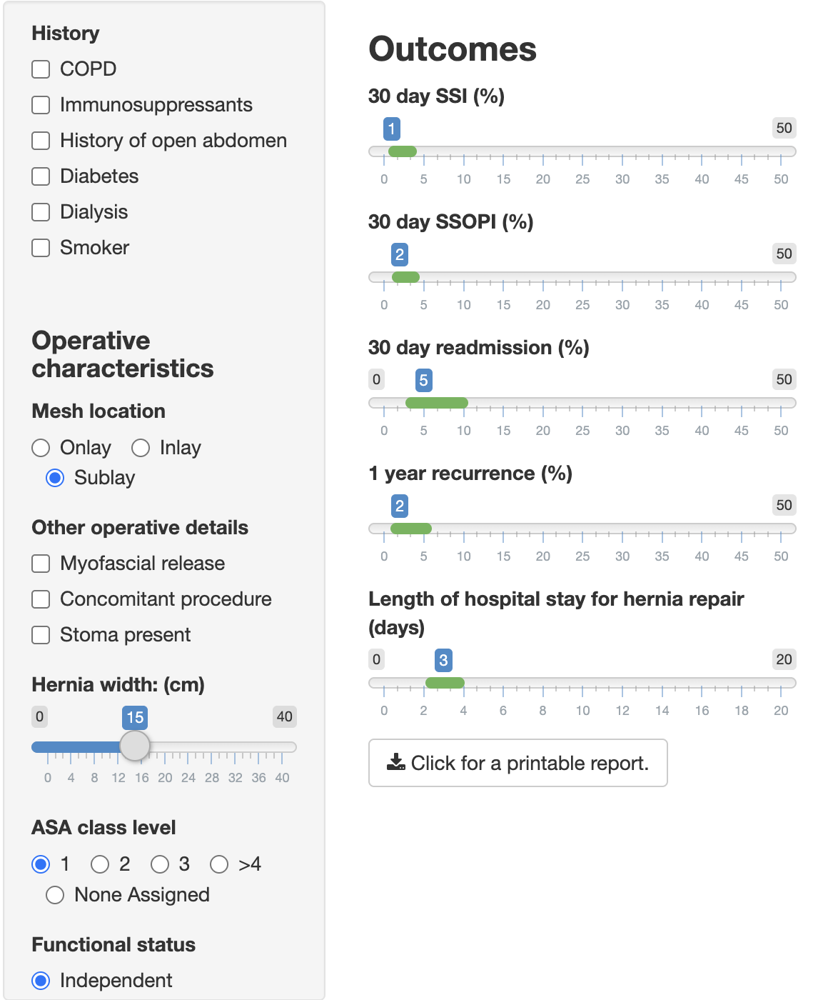 History
COPD
Immunosuppressants
History of open abdomen
Diabetes
Dialysis
Smoker
Operative
characteristics
Mesh location
Onlay Inlay
Sublay
Other operative details
Myofascial release
Concomitant procedure
Stoma present
Hernia width: (cm)
0 15 40
0 4 8 12 16 20 24 28 32 36 40
ASA class level
1 2 3 >4
None Assigned
Functional status
Independent
Outcomes
30 day SSI (%)
1 50
0 5 10 15 20 25 30 35 40 45 50
30 day SSOPI (%)
2 50
0 5 10 15 20 25 30 35 40 45 50
30 day readmission (%)
0 5 50
0 5 10 15 20 25 30 35 40 45 50
1 year recurrence (%)
2 50
0 5 10 15 20 25 30 35 40 45 50
Length of hospital stay for hernia repair
(days)
0 3 20
0 2 4 6 8 10 12 14 16 18 20
Click for a printable report.